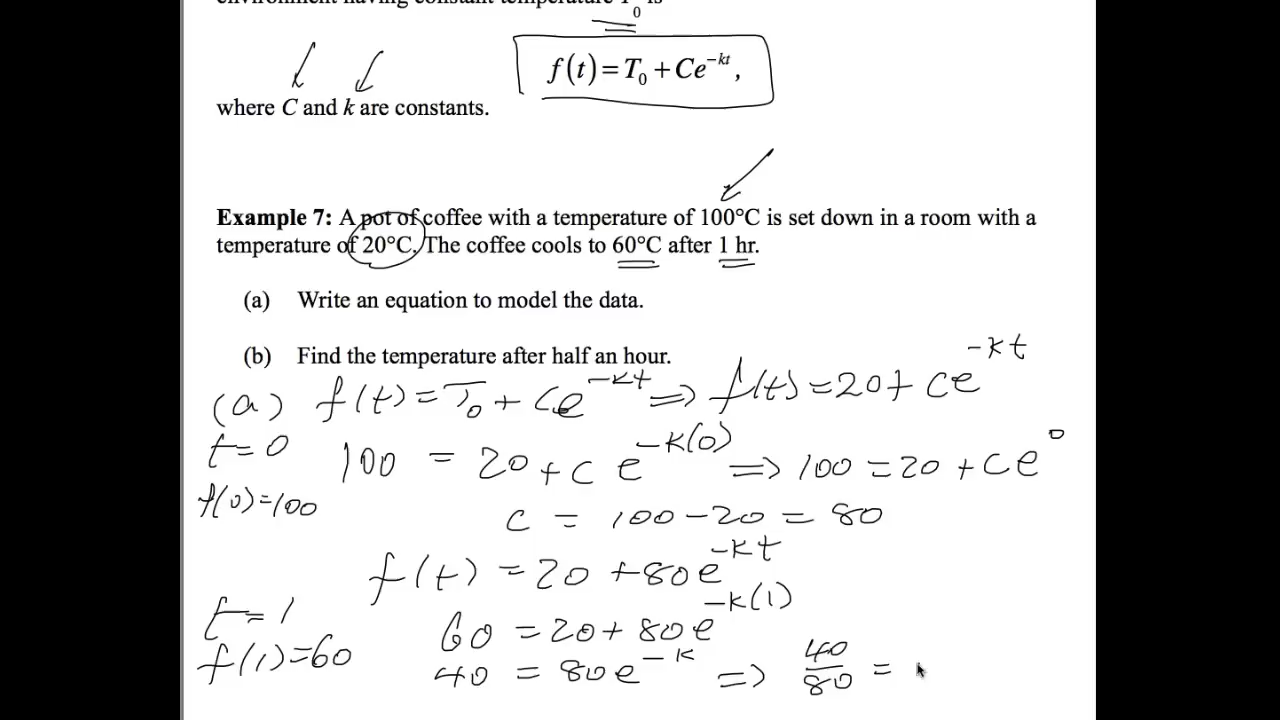 environment having constant temperature T₀ is
f(t) = T₀ + Ce⁻ᵏᵗ,
where C and k are constants.
Example 7: A pot of coffee with a temperature of 100°C is set down in a room with a
temperature of 20°C. The coffee cools to 60°C after 1 hr.
(a) Write an equation to model the data.
(b) Find the temperature after half an hour.
(a) f(t) = T₀ + Ce^(-kt) ⇒ f(t) = 20 + Ce^(-kt)
t = 0 100 = 20 + C e^(-k(0)) ⇒ 100 = 20 + Ce^0
f(0) = 100
C = 100 - 20 = 80
f(t) = 20 + 80e^(-kt)
t = 1
60 = 20 + 80e^(-k(1))
f(1) = 60
40 = 80e^(-k) ⇒ 40/80 =